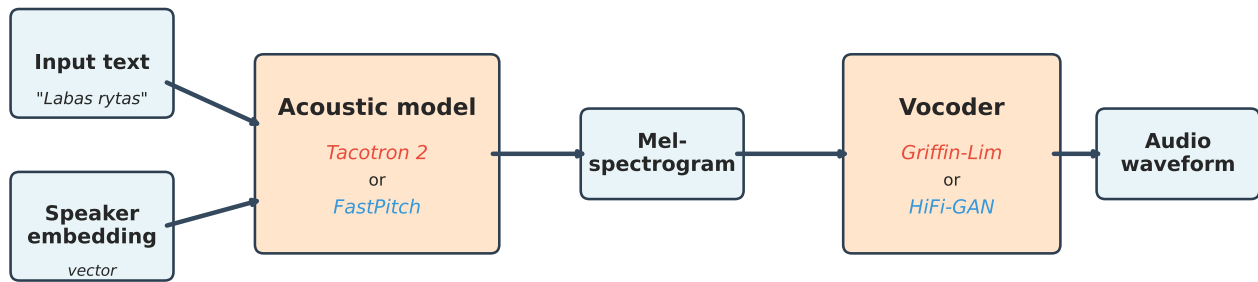 Input text
"Labas rytas"
Speaker
embedding
vector
Acoustic model
Tacotron 2
or
FastPitch
Mel-
spectrogram
Vocoder
Griffin-Lim
or
HiFi-GAN
Audio
waveform